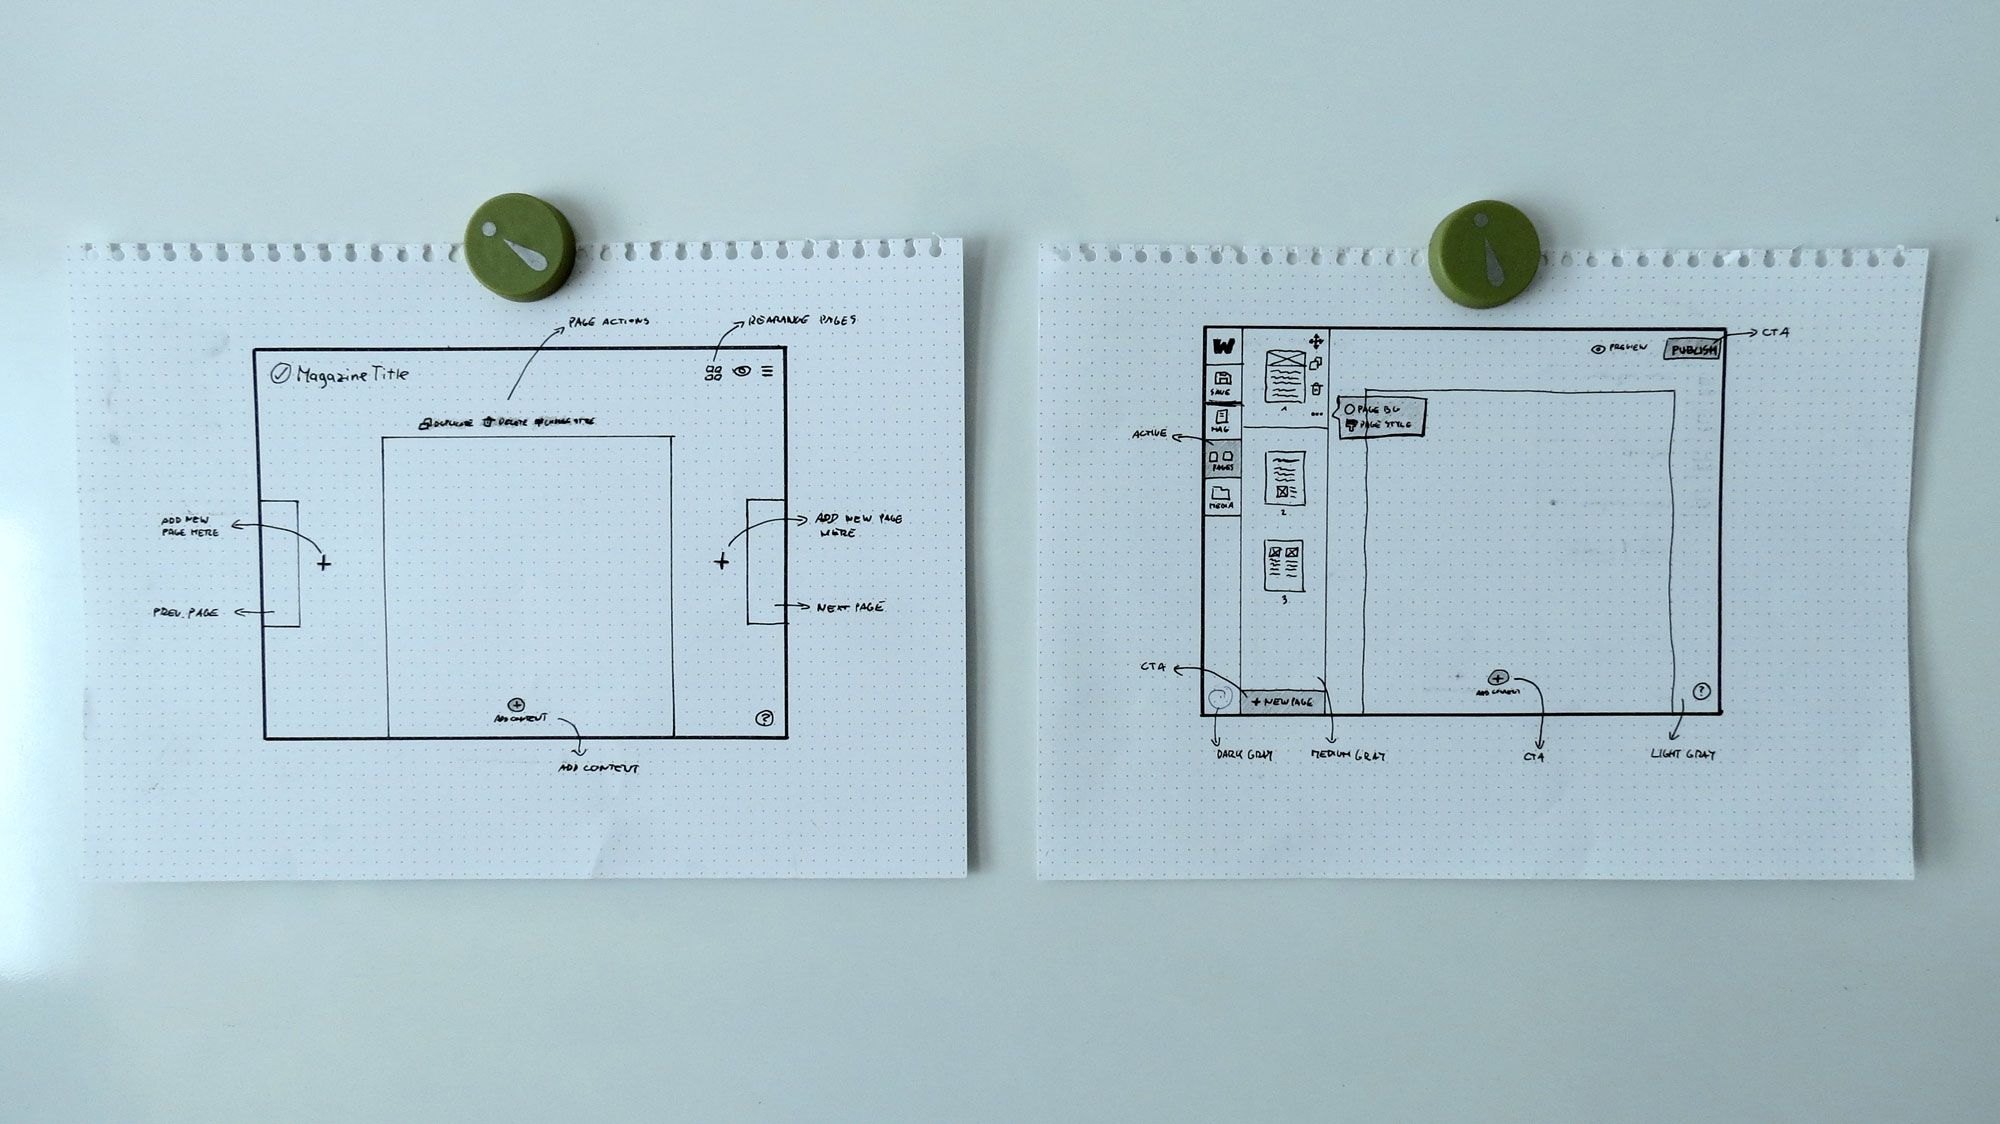 PAGE ACTIONS
REARANGE PAGES
Magazine Title
DUPLICATE DELETE CHANGE STYLE
ADD NEW
PAGE HERE
ADD NEW PAGE
HERE
PREV. PAGE
NEXT PAGE
ADD CONTENT
?
ADD CONTENT
W
PREVIEW
PUBLISH
CTA
SAVE
1
MAG
PAGE BG
PAGE STYLE
ACTIVE
PAGES
MEDIA
2
3
CTA
+ NEW PAGE
ADD CONTENT
?
DARK GRAY
MEDIUM GRAY
CTA
LIGHT GRAY